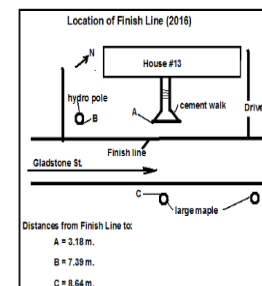 Location of Finish Line (2016)
N
House #13
hydro pole
A
cement walk
B
Drive
Finish line
Gladstone St.
C
large maple
Distances from Finish Line to:
A = 3.18 m.
B = 7.39 m.
C = 8.64 m.